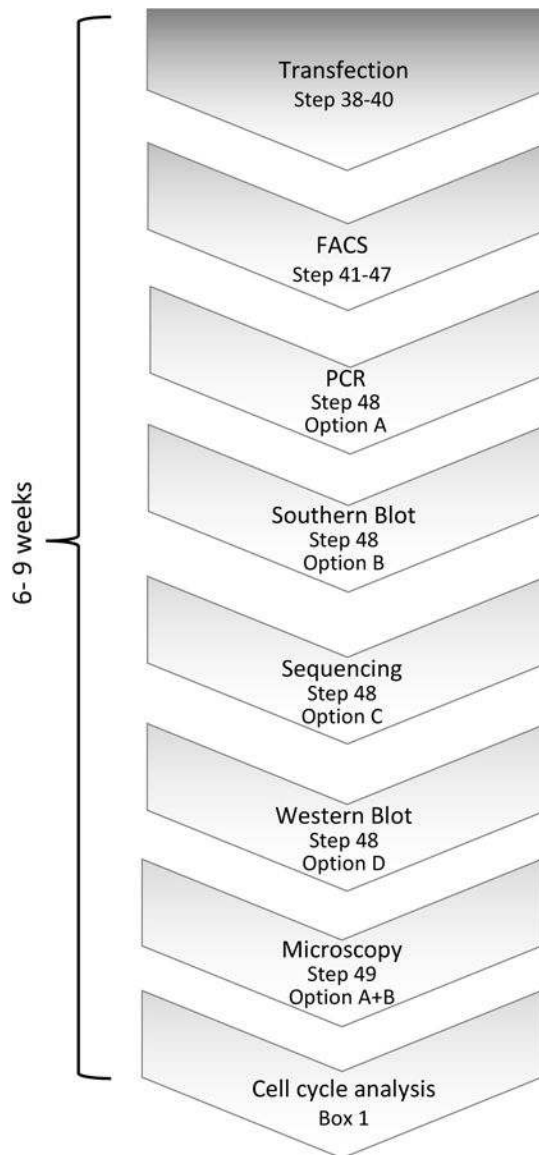 6- 9 weeks
Transfection
Step 38-40
FACS
Step 41-47
PCR
Step 48
Option A
Southern Blot
Step 48
Option B
Sequencing
Step 48
Option C
Western Blot
Step 48
Option D
Microscopy
Step 49
Option A+B
Cell cycle analysis
Box 1